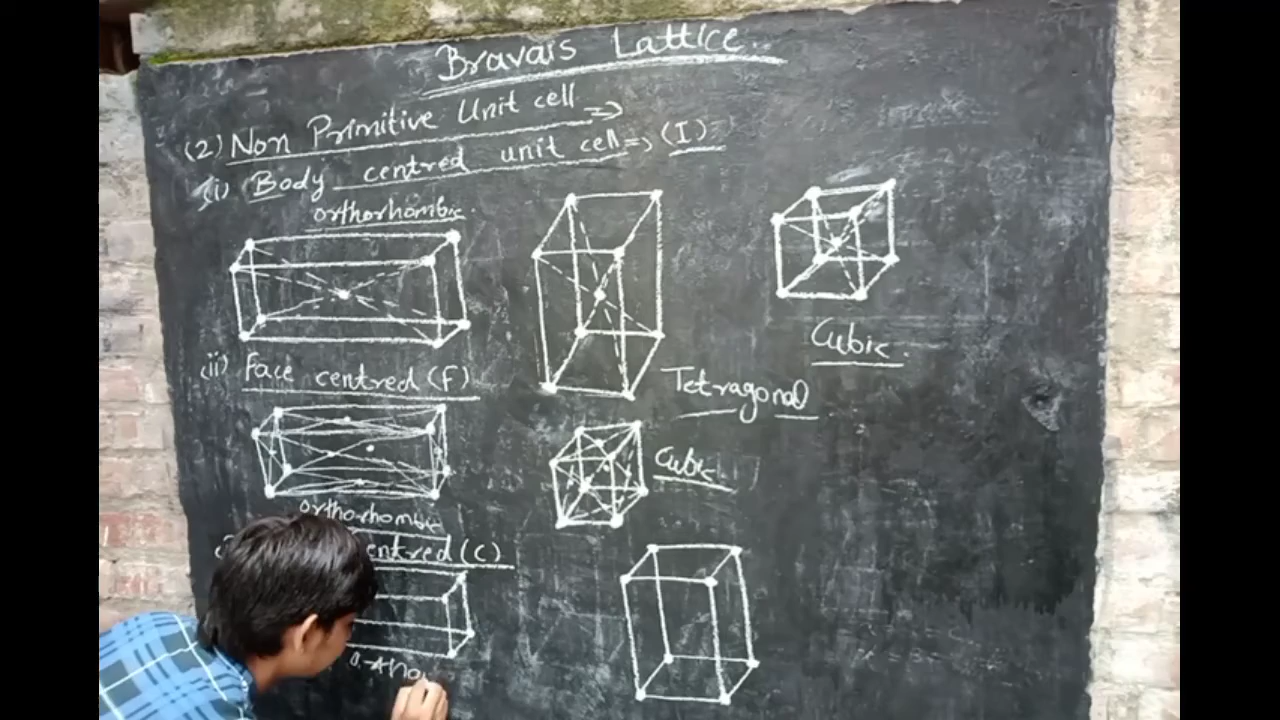 Bravais Lattice..
(2) Non Primitive Unit cell =>
(i) Body centred unit cell => (I)
orthorhombic.
Cubic.
Tetragonal
(ii) Face centred (F)
Cubic.
orthorhombic
entred (C)